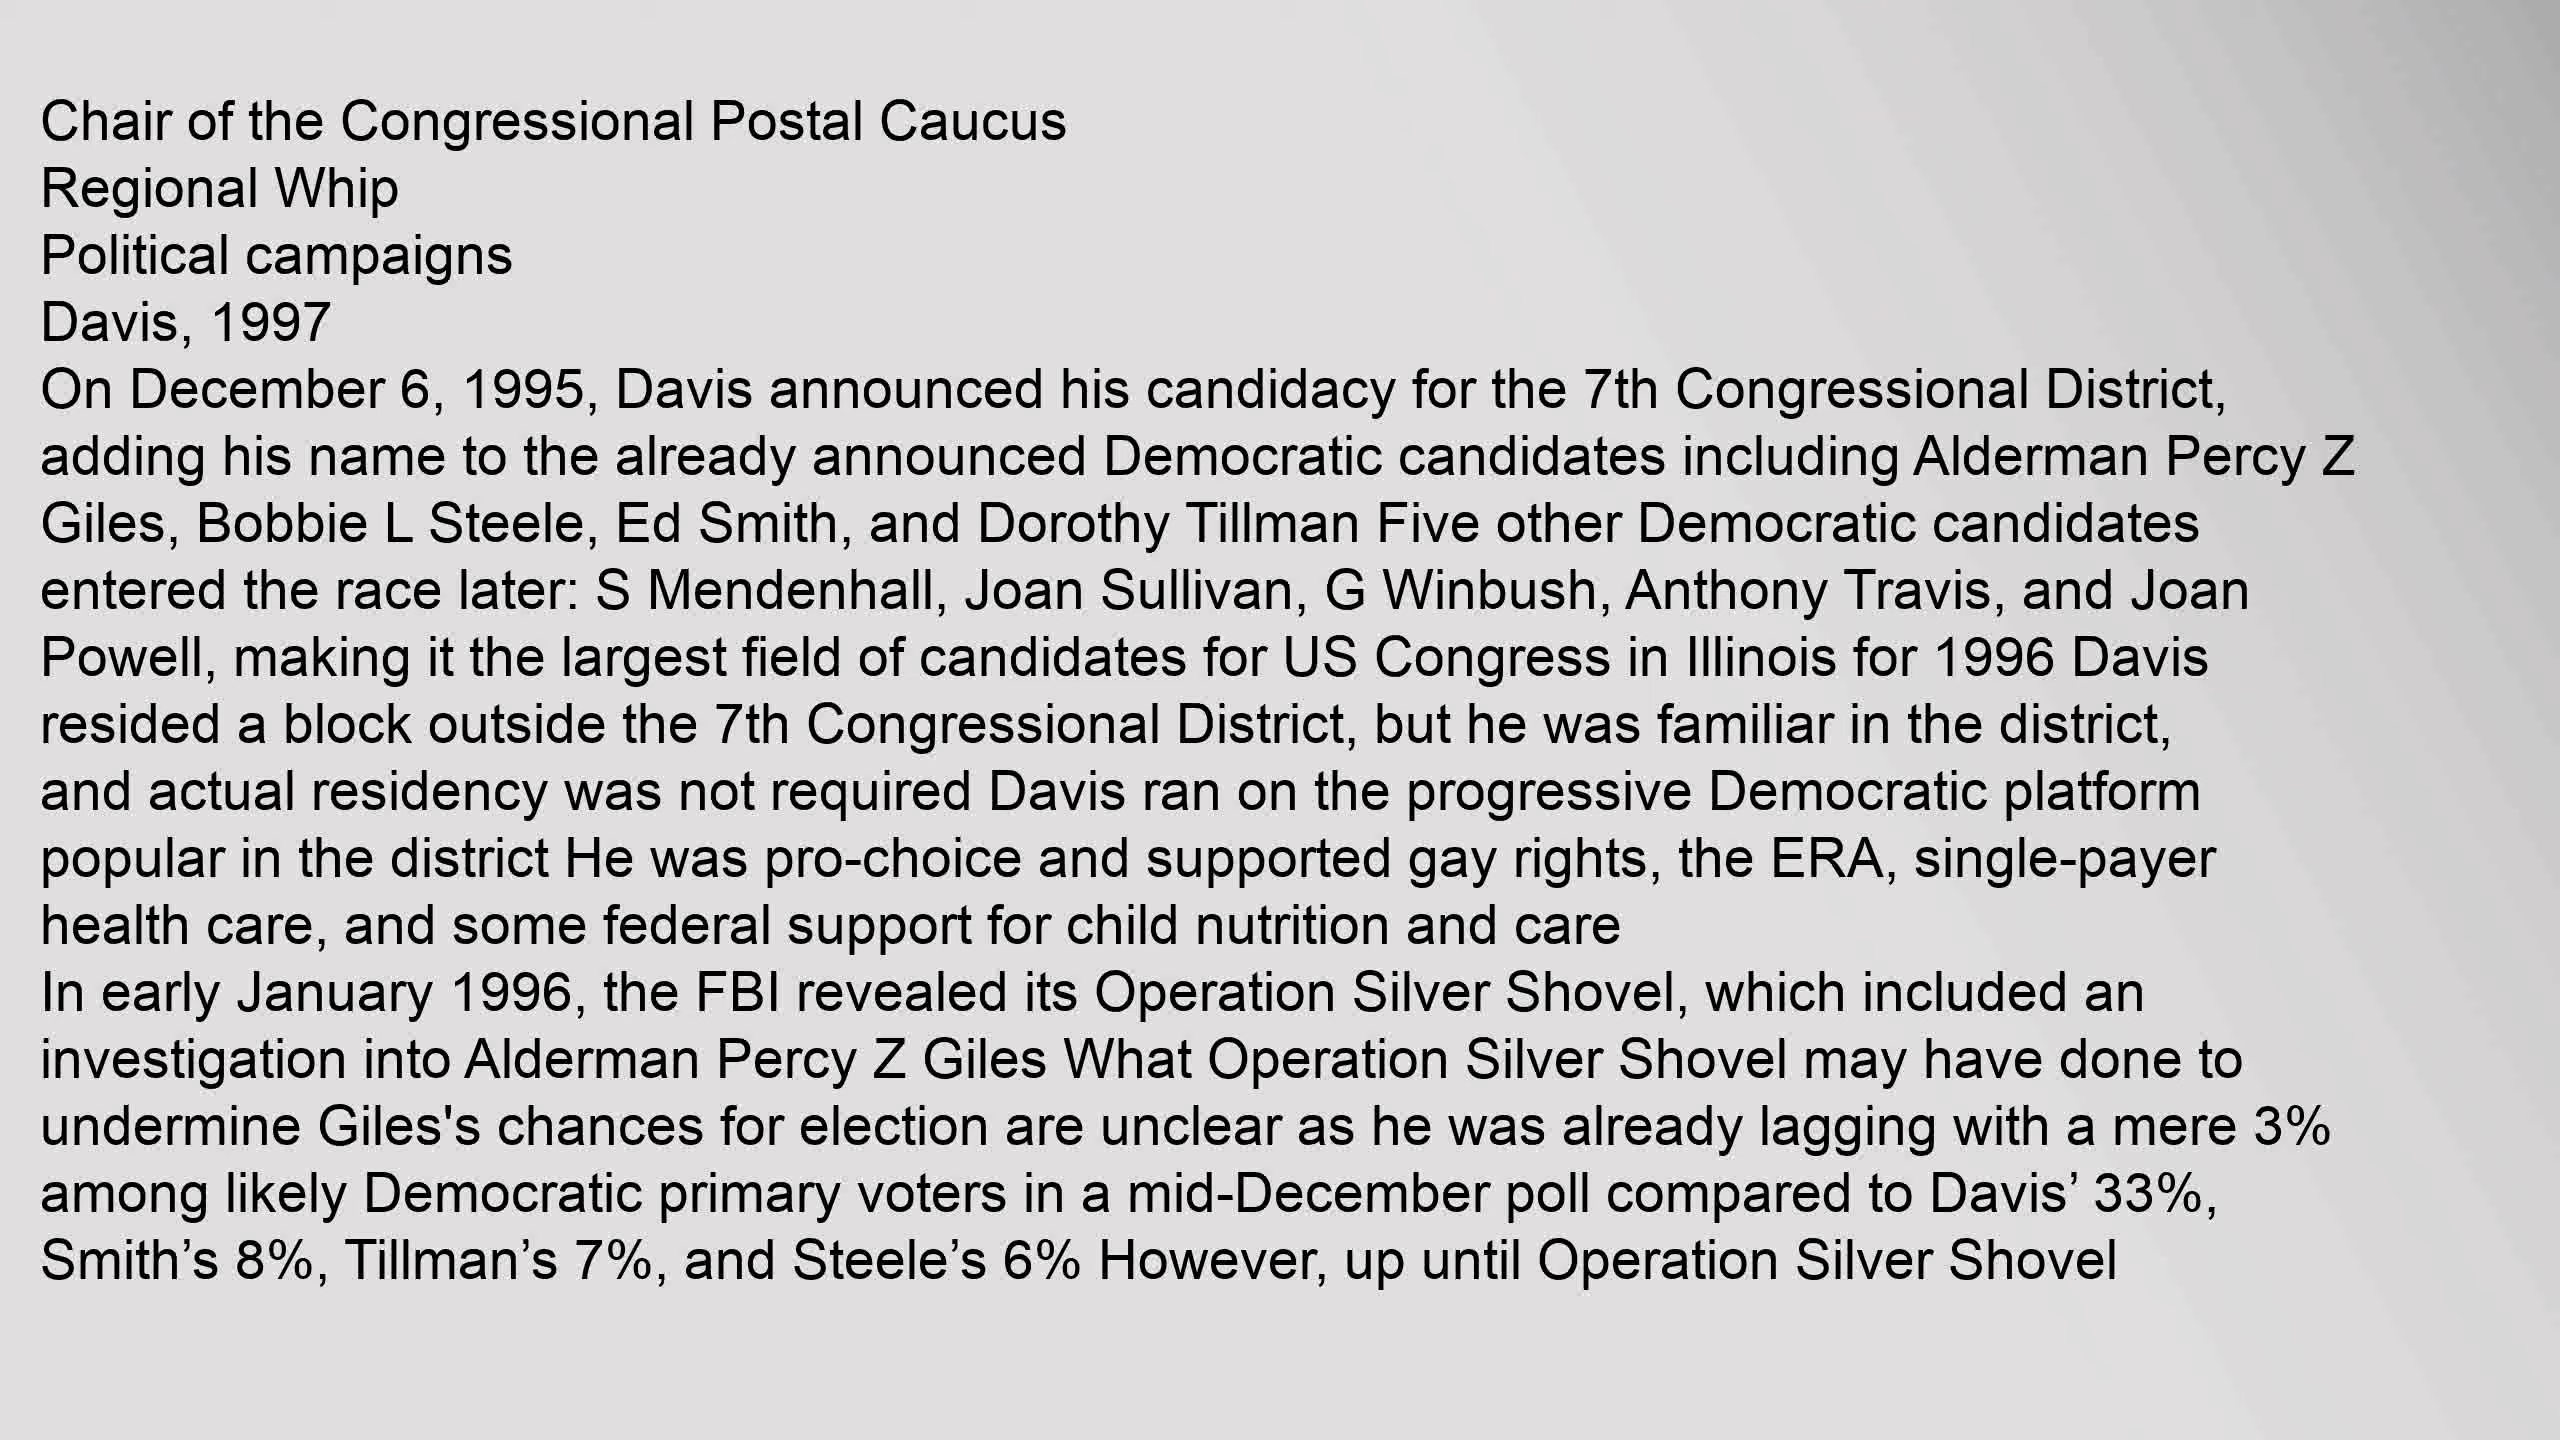 Chair of the Congressional Postal Caucus
Regional Whip
Political campaigns
Davis, 1997
On December 6, 1995, Davis announced his candidacy for the 7th Congressional District,
adding his name to the already announced Democratic candidates including Alderman Percy Z
Giles, Bobbie L Steele, Ed Smith, and Dorothy Tillman Five other Democratic candidates
entered the race later: S Mendenhall, Joan Sullivan, G Winbush, Anthony Travis, and Joan
Powell, making it the largest field of candidates for US Congress in Illinois for 1996 Davis
resided a block outside the 7th Congressional District, but he was familiar in the district,
and actual residency was not required Davis ran on the progressive Democratic platform
popular in the district He was pro-choice and supported gay rights, the ERA, single-payer
health care, and some federal support for child nutrition and care
In early January 1996, the FBI revealed its Operation Silver Shovel, which included an
investigation into Alderman Percy Z Giles What Operation Silver Shovel may have done to
undermine Giles's chances for election are unclear as he was already lagging with a mere 3%
among likely Democratic primary voters in a mid-December poll compared to Davis’ 33%,
Smith’s 8%, Tillman’s 7%, and Steele’s 6% However, up until Operation Silver Shovel